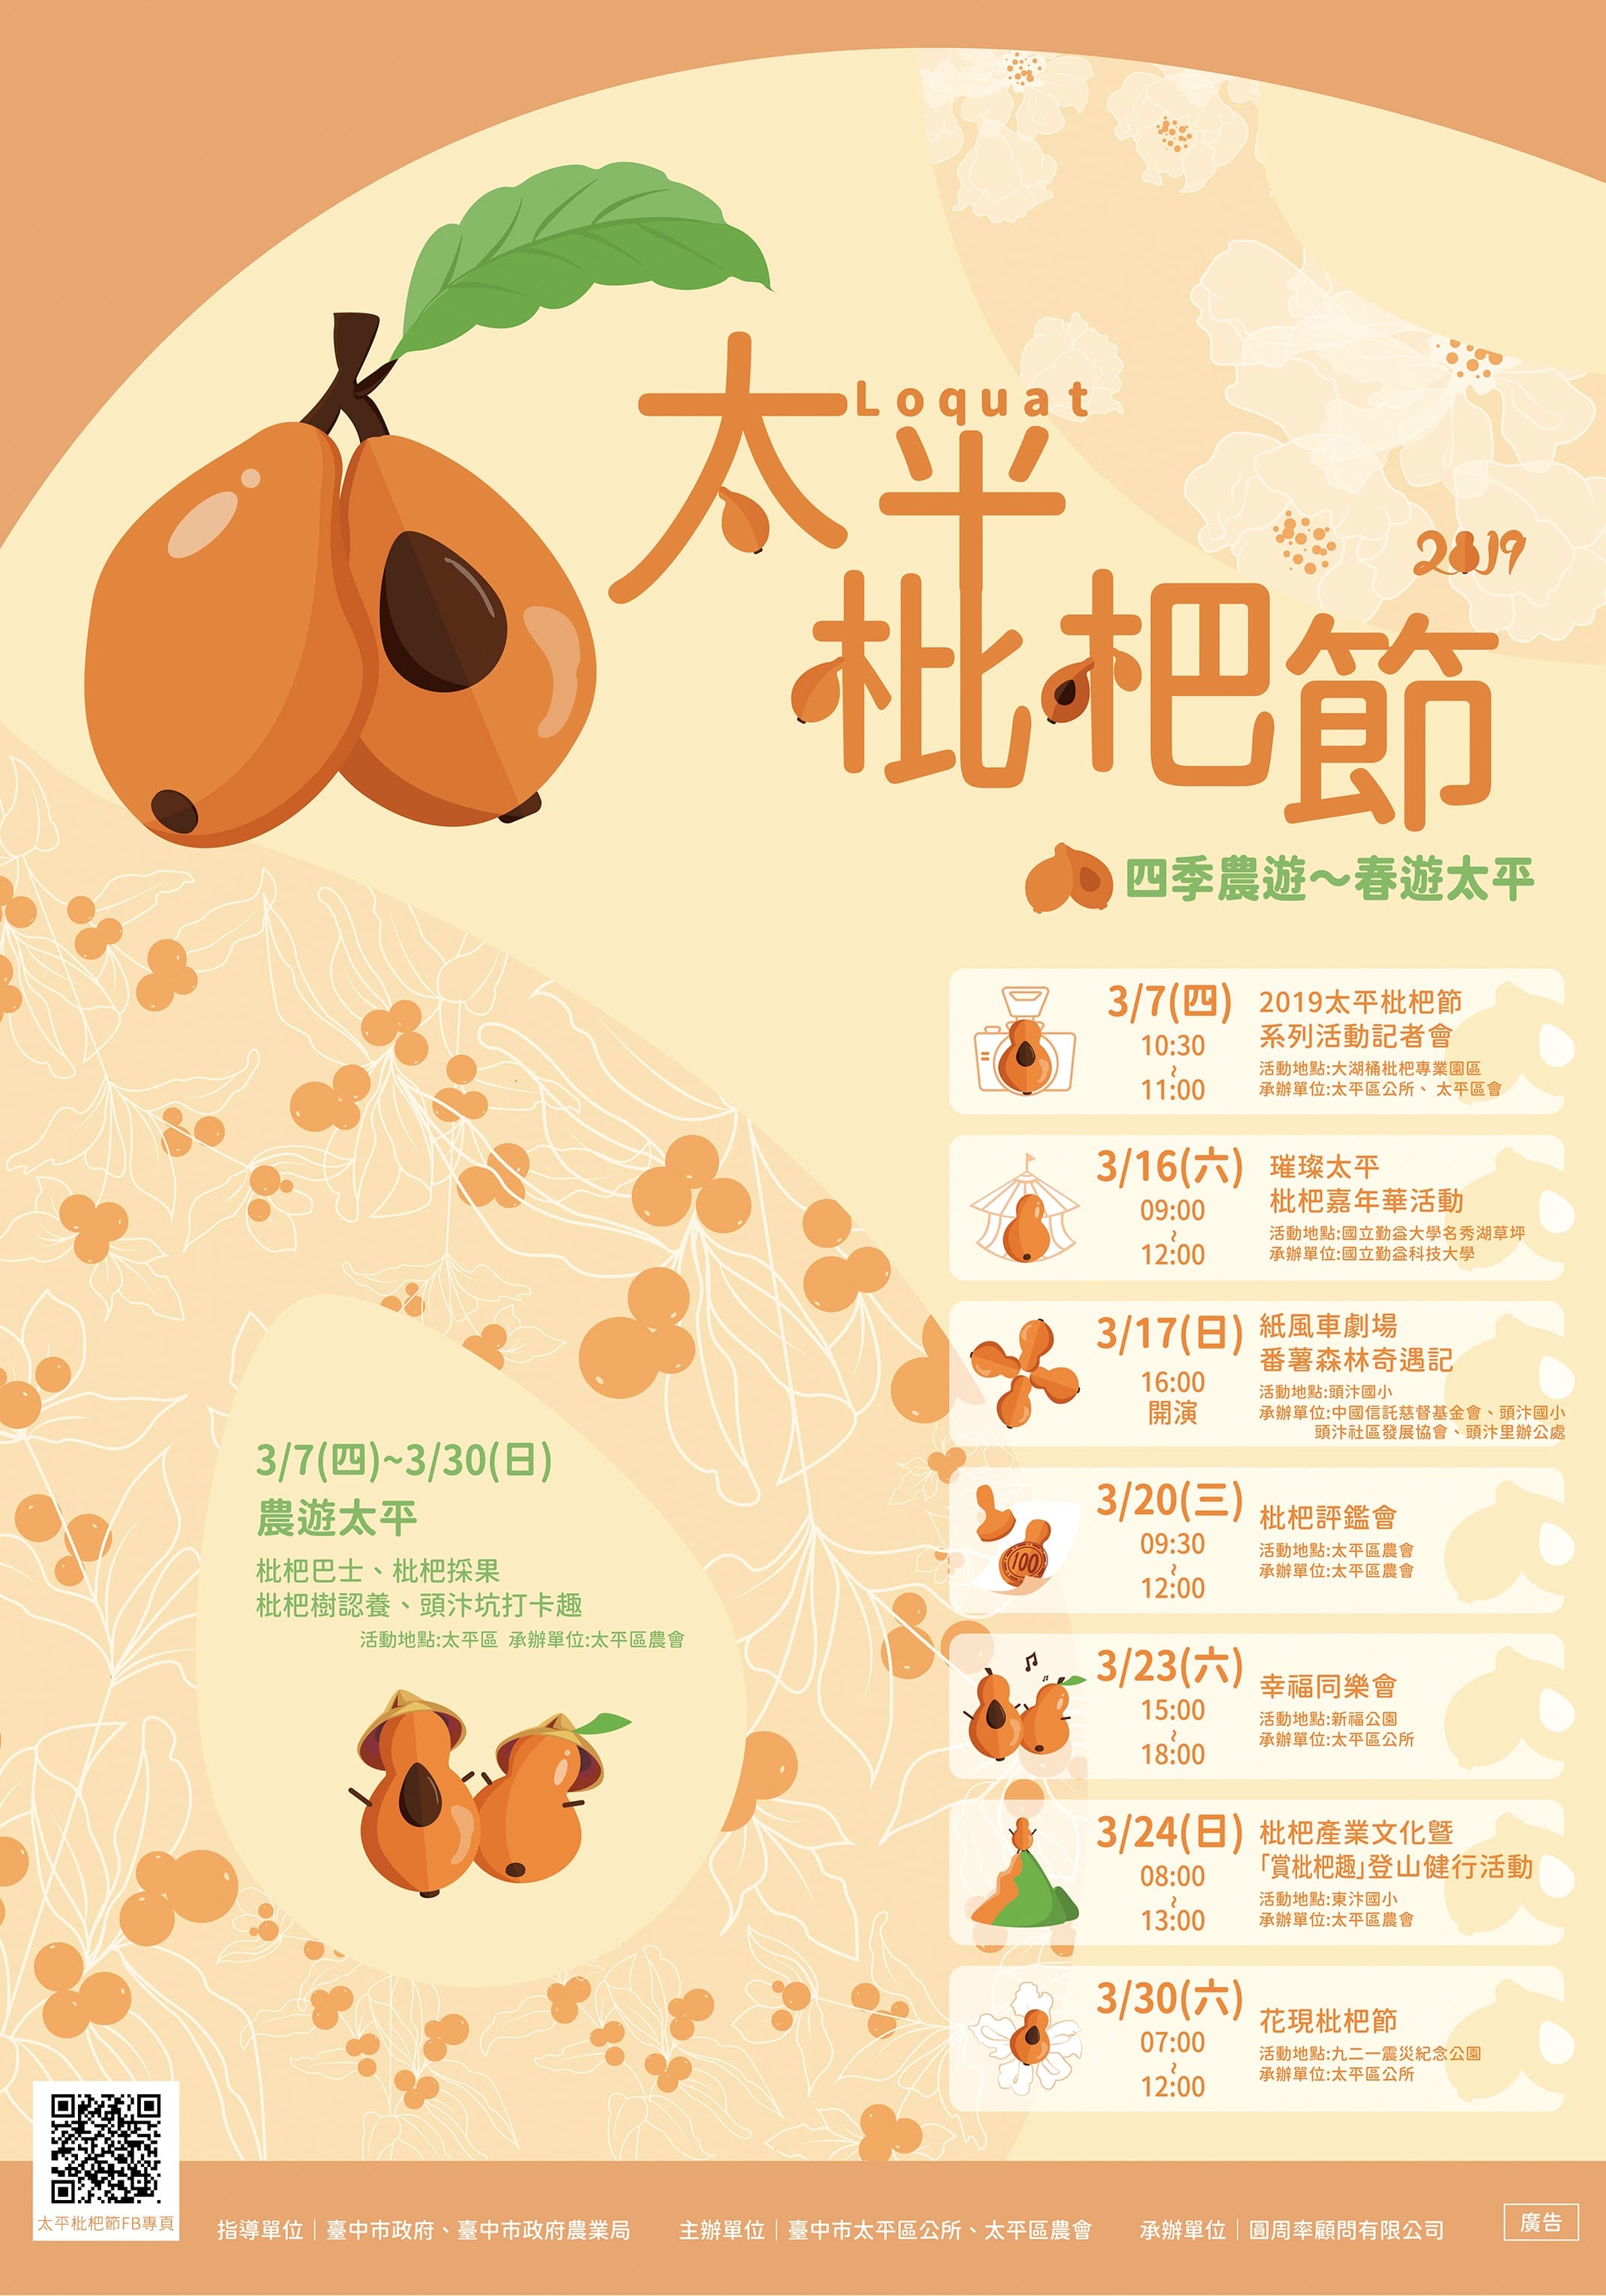 太平
Loquat
枇杷節
2019
四季農遊～春遊太平
3/7(四)
10:30
~
11:00
2019太平枇杷節
系列活動記者會
活動地點:大湖桶枇杷專業園區
承辦單位:太平區公所、太平區會
3/16(六)
09:00
~
12:00
璀璨太平
枇杷嘉年華活動
活動地點:國立勤益大學名秀湖草坪
承辦單位:國立勤益科技大學
3/17(日)
16:00
開演
紙風車劇場
番薯森林奇遇記
活動地點:頭汴國小
承辦單位:中國信託慈督基金會、頭汴國小
頭汴社區發展協會、頭汴里辦公處
3/20(三)
09:30
~
12:00
枇杷評鑑會
活動地點:太平區農會
承辦單位:太平區農會
100
3/23(六)
15:00
~
18:00
幸福同樂會
活動地點:新福公園
承辦單位:太平區公所
3/24(日)
08:00
~
13:00
枇杷產業文化暨
「賞枇杷趣」登山健行活動
活動地點:東汴國小
承辦單位:太平區農會
3/30(六)
07:00
~
12:00
花現枇杷節
活動地點:九二一震災紀念公園
承辦單位:太平區公所
3/7(四)~3/30(日)
農遊太平
枇杷巴士、枇杷採果
枇杷樹認養、頭汴坑打卡趣
活動地點:太平區 承辦單位:太平區農會
太平枇杷節FB專頁
指導單位｜臺中市政府、臺中市政府農業局 主辦單位｜臺中市太平區公所、太平區農會 承辦單位｜圓周率顧問有限公司
廣告